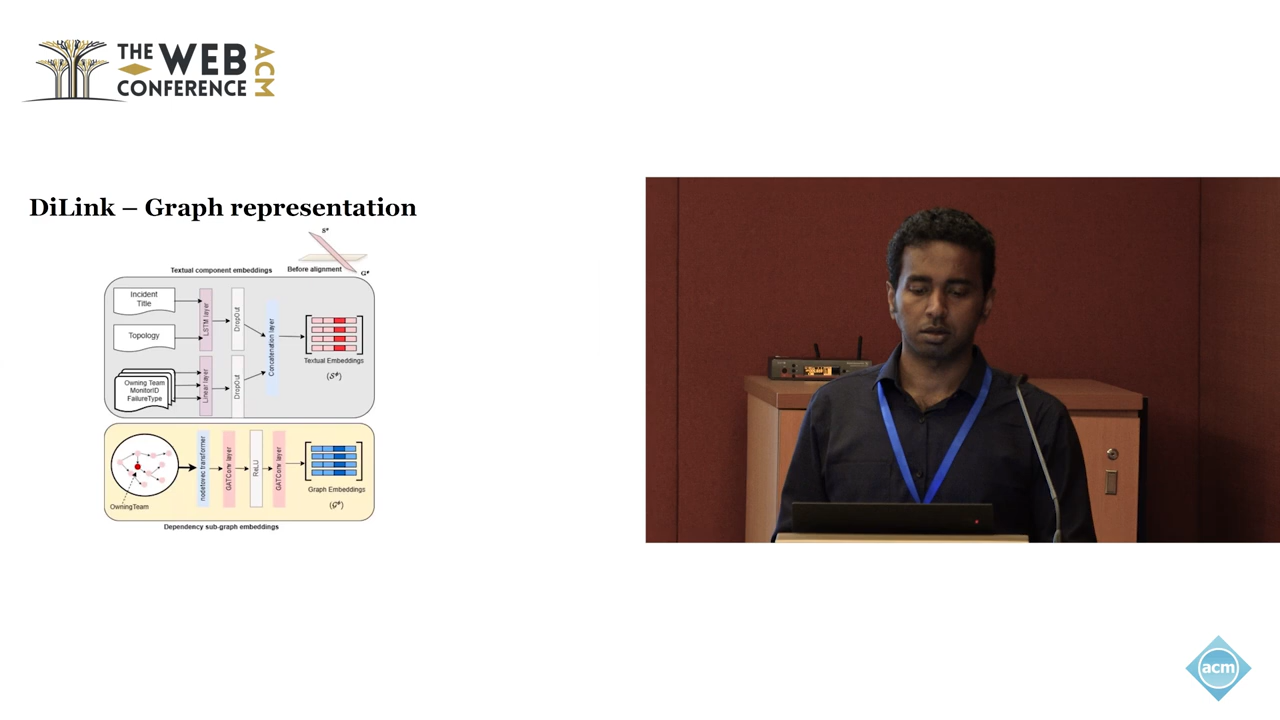 THE WEB
CONFERENCE
ACM
DiLink – Graph representation
S*
Textual component embeddings
Before alignment
G*
Incident
Title
Topology
Owning Team
MonitorID
FailureType
LSTM layer
Linear layer
DropOut
DropOut
Concatenation layer
Textual Embeddings
(S*)
OwningTeam
nodetovec transformer
GATConv layer
ReLU
GATConv layer
Graph Embeddings
(G*)
Dependency sub-graph embeddings
acm